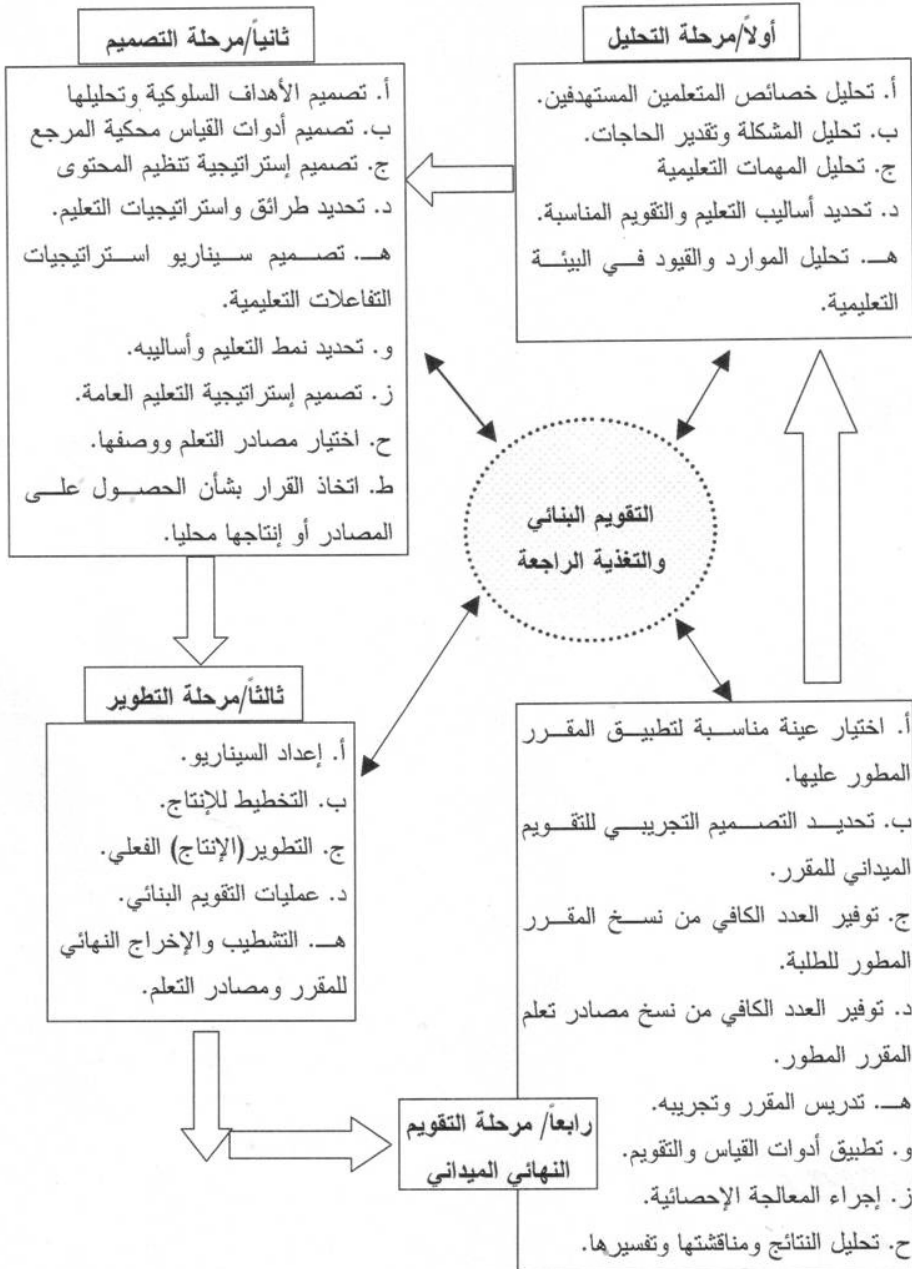 أولاً/مرحلة التحليل
أ. تحليل خصائص المتعلمين المستهدفين.
ب. تحليل المشكلة وتقدير الحاجات.
ج. تحليل المهمات التعليمية
د. تحديد أساليب التعليم والتقويم المناسبة.
هـ. تحليل الموارد والقيود في البيئة
التعليمية.
ثانياً/مرحلة التصميم
أ. تصميم الأهداف السلوكية وتحليلها
ب. تصميم أدوات القياس محكية المرجع
ج. تصميم إستراتيجية تنظيم المحتوى
د. تحديد طرائق واستراتيجيات التعليم.
هـ. تصميم سيناريو استراتيجيات
التفاعلات التعليمية.
و. تحديد نمط التعليم وأساليبه.
ز. تصميم إستراتيجية التعليم العامة.
ح. اختيار مصادر التعلم ووصفها.
ط. اتخاذ القرار بشأن الحصول على
المصادر أو إنتاجها محليا.
التقويم البنائي
والتغذية الراجعة
ثالثاً/مرحلة التطوير
أ. إعداد السيناريو.
ب. التخطيط للإنتاج.
ج. التطوير(الإنتاج) الفعلي.
د. عمليات التقويم البنائي.
هـ. التشطيب والإخراج النهائي
للمقرر ومصادر التعلم.
رابعاً/ مرحلة التقويم
النهائي الميداني
أ. اختيار عينة مناسبة لتطبيق المقرر
المطور عليها.
ب. تحديد التصميم التجريبي للتقويم
الميداني للمقرر.
ج. توفير العدد الكافي من نسخ المقرر
المطور للطلبة.
د. توفير العدد الكافي من نسخ مصادر تعلم
المقرر المطور.
هـ. تدريس المقرر وتجريبه.
و. تطبيق أدوات القياس والتقويم.
ز. إجراء المعالجة الإحصائية.
ح. تحليل النتائج ومناقشتها وتفسيرها.